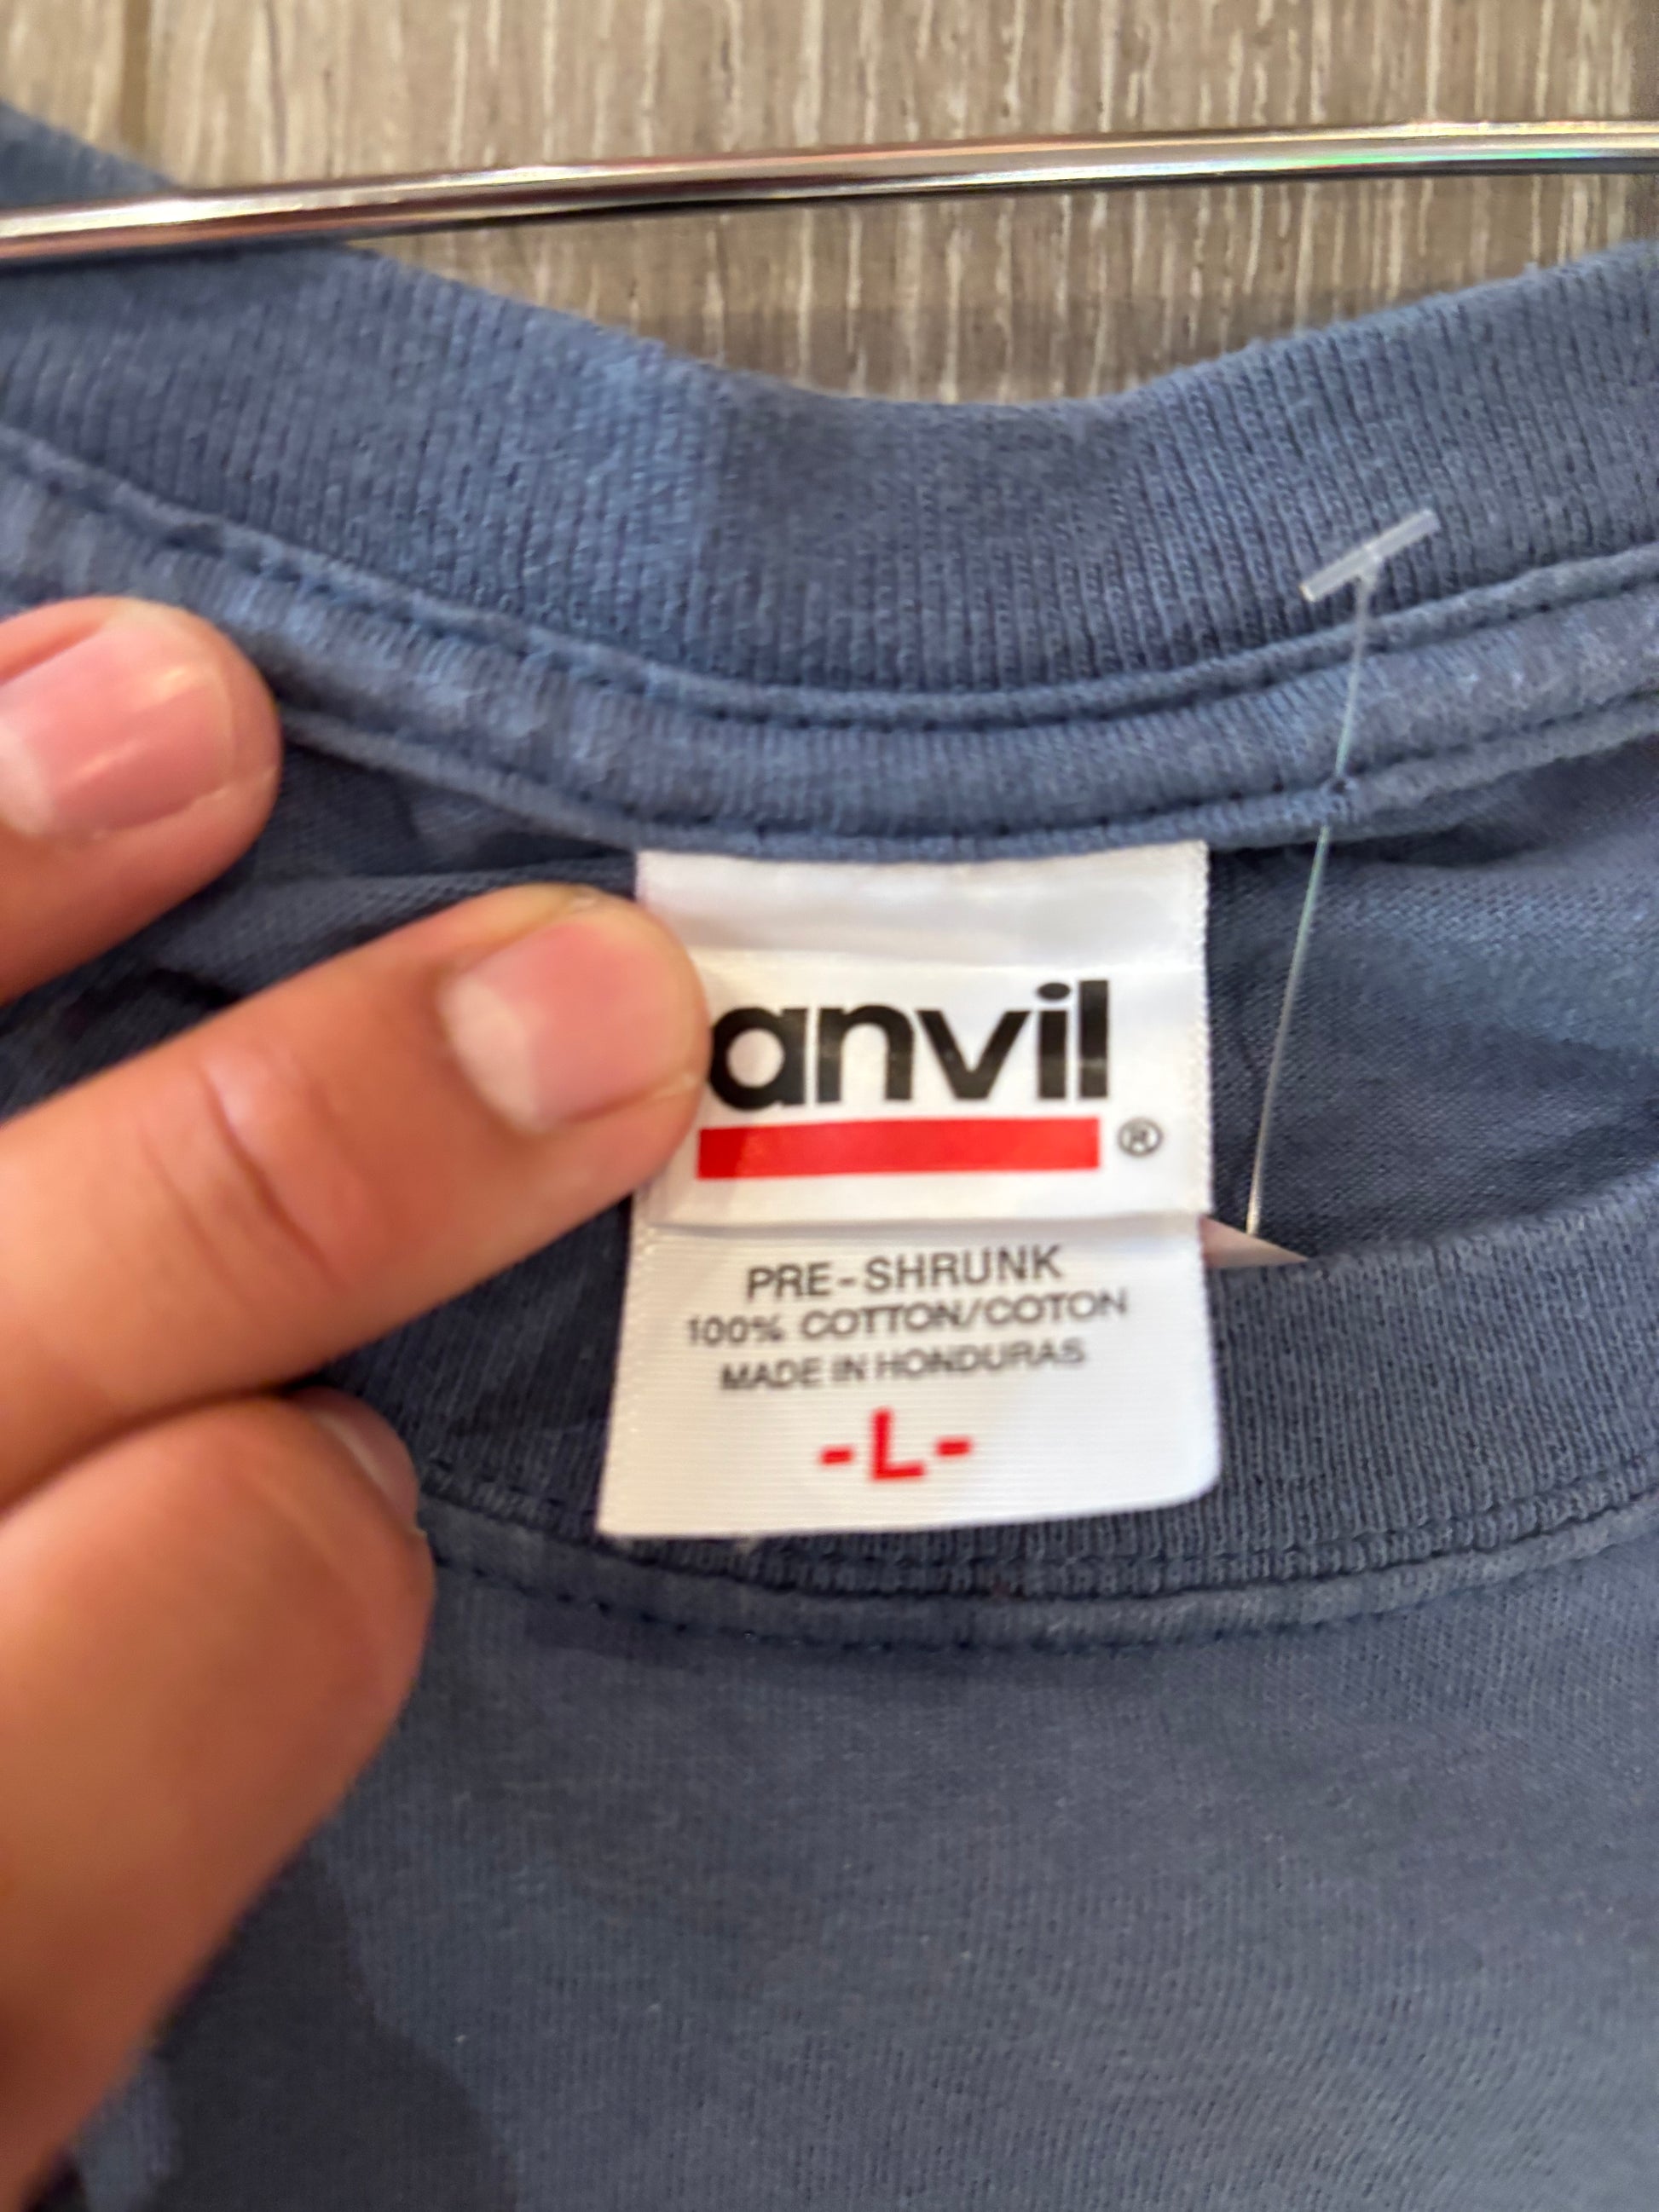 anvil
®
PRE-SHRUNK
100% COTTON/COTON
MADE IN HONDURAS
-L-